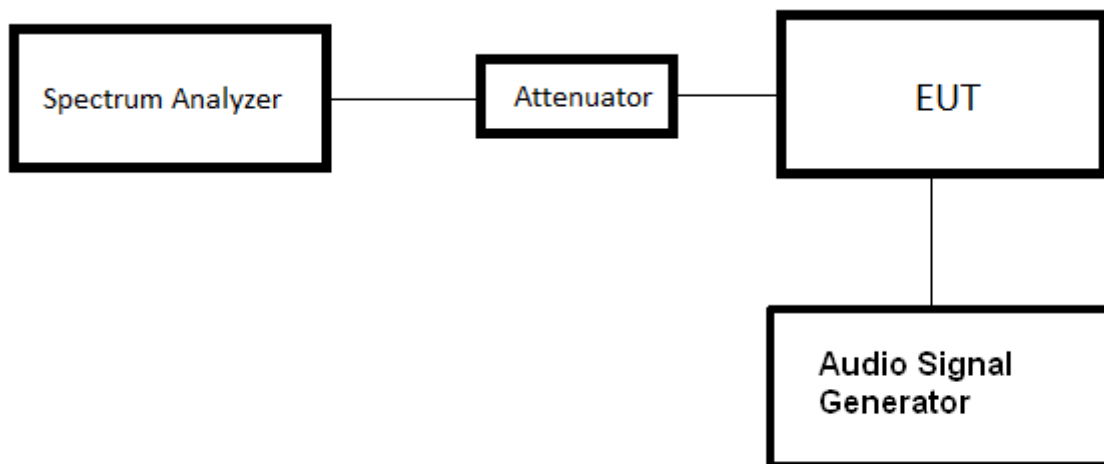 Spectrum Analyzer
Attenuator
EUT
Audio Signal
Generator